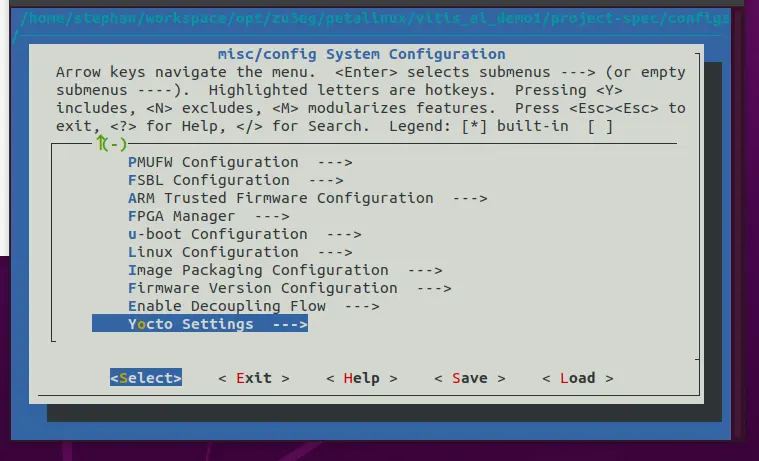 /home/stephan/workspace/opt/zu3eg/petalinux/vitis_ai_demo1/project-spec/configs
/
misc/config System Configuration
Arrow keys navigate the menu.  <Enter> selects submenus ---> (or empty
submenus ----).  Highlighted letters are hotkeys.  Pressing <Y>
includes, <N> excludes, <M> modularizes features.  Press <Esc><Esc> to
exit, <?> for Help, </> for Search.  Legend: [*] built-in  [ ]
↑(-)
PMUFW Configuration  --->
FSBL Configuration  --->
ARM Trusted Firmware Configuration  --->
FPGA Manager  --->
u-boot Configuration  --->
Linux Configuration  --->
Image Packaging Configuration  --->
Firmware Version Configuration  --->
Enable Decoupling Flow  --->
Yocto Settings  --->
<Select>    < Exit >    < Help >    < Save >    < Load >